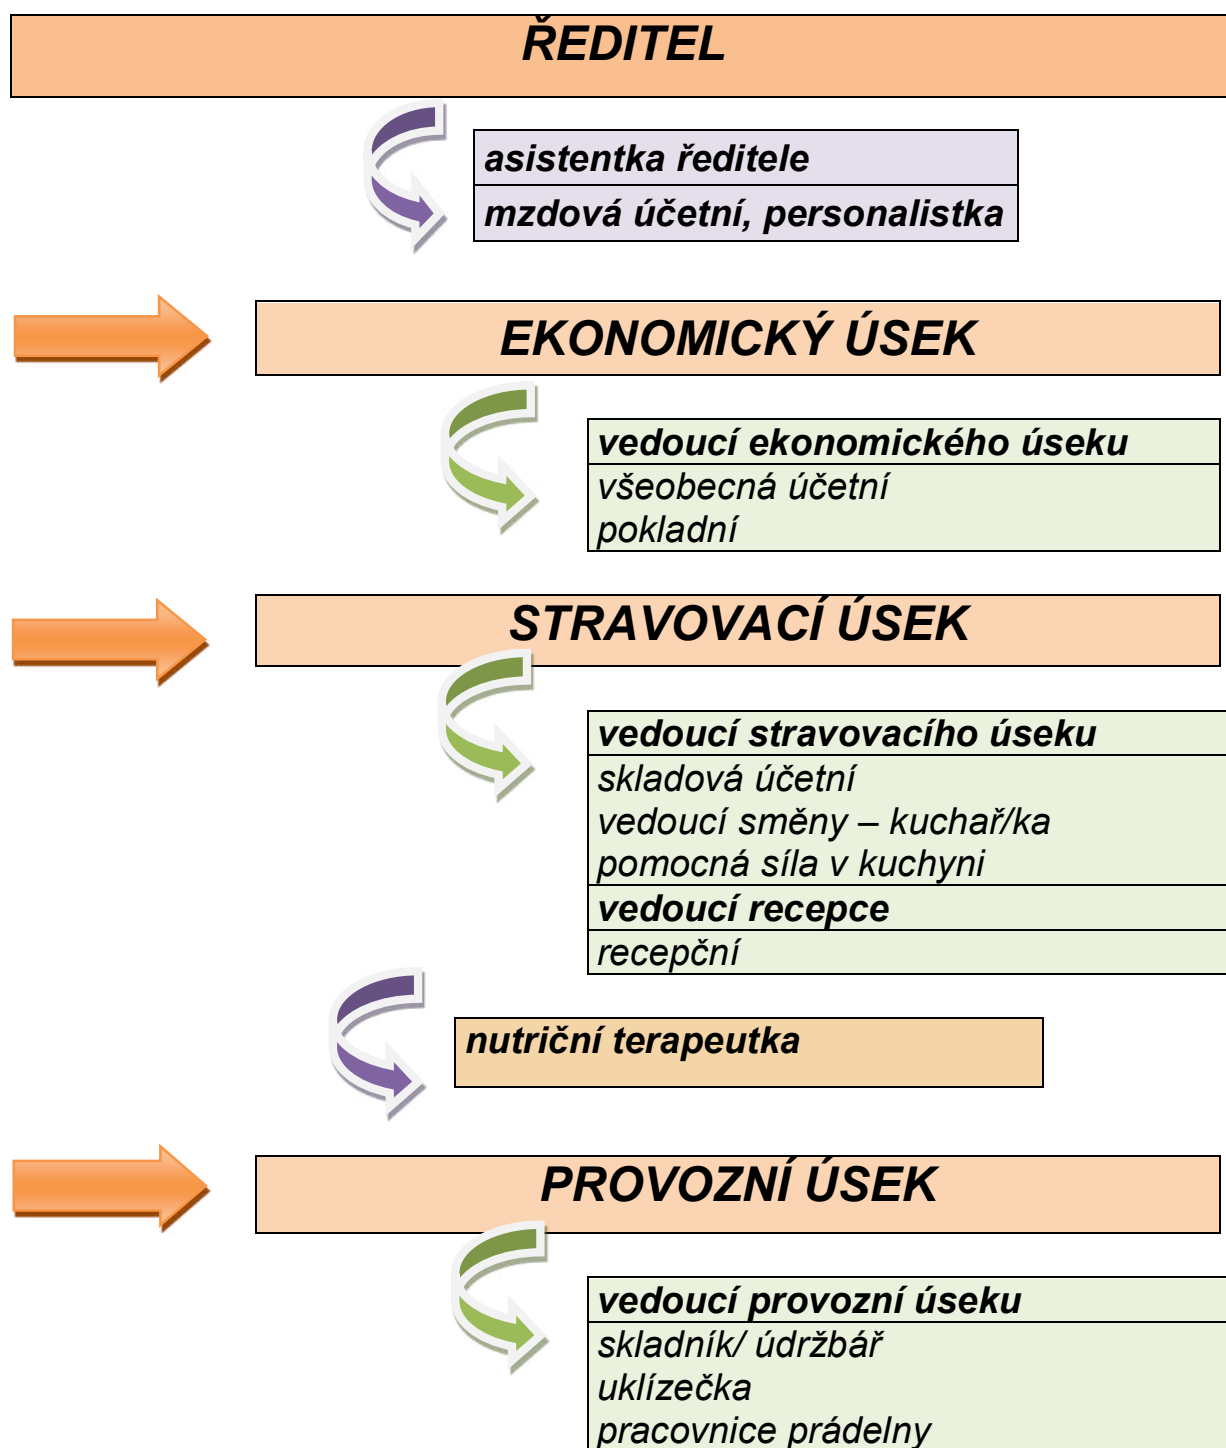 ŘEDITEL
asistentka ředitele
mzdová účetní, personalistka
EKONOMICKÝ ÚSEK
vedoucí ekonomického úseku
všeobecná účetní
pokladní
STRAVOVACÍ ÚSEK
vedoucí stravovacího úseku
skladová účetní
vedoucí směny – kuchař/ka
pomocná síla v kuchyni
vedoucí recepce
recepční
nutriční terapeutka
PROVOZNÍ ÚSEK
vedoucí provozní úseku
skladník/ údržbář
uklízečka
pracovnice prádelny